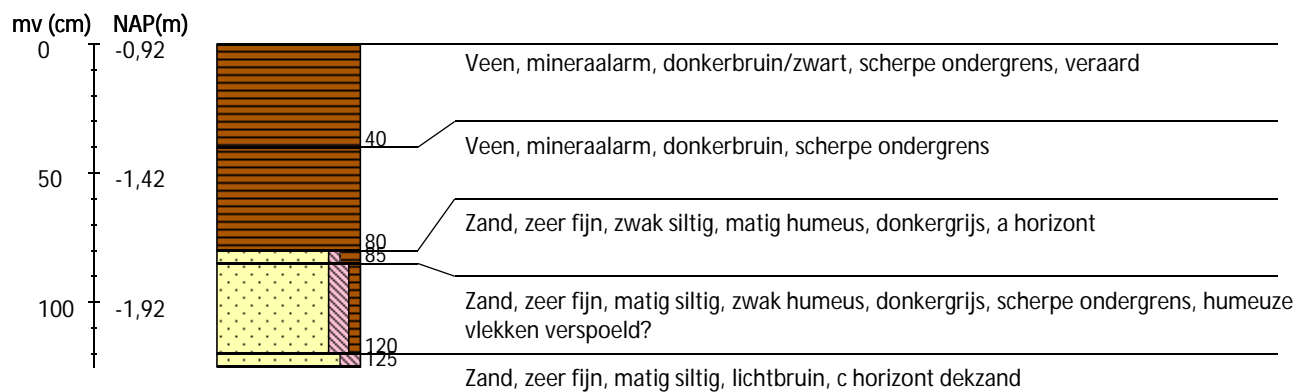 mv (cm) NAP(m)
0 -0,92
Veen, mineraalarm, donkerbruin/zwart, scherpe ondergrens, veraard
40
Veen, mineraalarm, donkerbruin, scherpe ondergrens
50 -1,42
Zand, zeer fijn, zwak siltig, matig humeus, donkergrijs, a horizont
80
85
100 -1,92
Zand, zeer fijn, matig siltig, zwak humeus, donkergrijs, scherpe ondergrens, humeuze
vlekken verspoeld?
120
125
Zand, zeer fijn, matig siltig, lichtbruin, c horizont dekzand